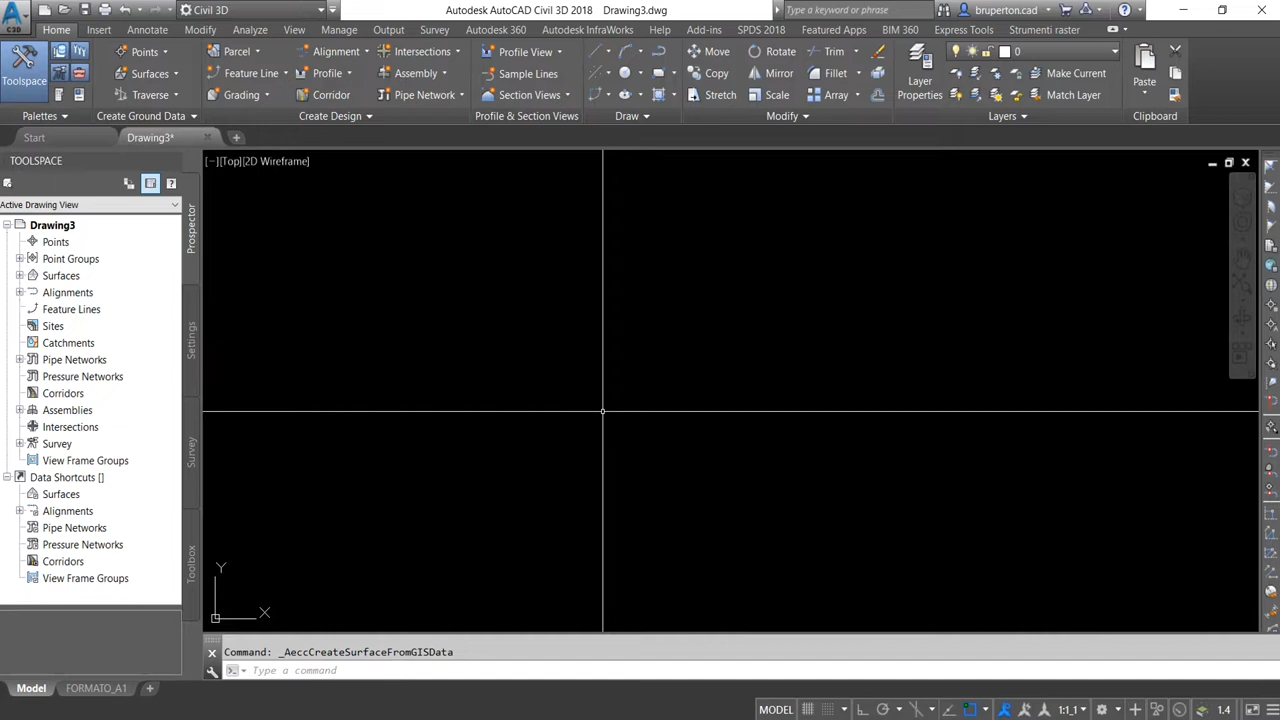 Civil 3D
Autodesk AutoCAD Civil 3D 2018 Drawing3.dwg
Type a keyword or phrase
bruperton.cad
C3D
Home Insert Annotate Modify Analyze View Manage Output Survey Autodesk 360 Autodesk InfraWorks Help Add-ins SPDS 2018 Featured Apps BIM 360 Express Tools Strumenti raster
Toolspace
Points
Surfaces
Traverse
Parcel
Feature Line
Grading
Alignment
Profile
Corridor
Intersections
Assembly
Pipe Network
Profile View
Sample Lines
Section Views
Move
Copy
Stretch
Rotate
Mirror
Scale
Trim
Fillet
Array
Layer
Properties
0
Make Current
Match Layer
Paste
Palettes Create Ground Data Create Design Profile & Section Views Draw Modify Layers Clipboard
Start Drawing3*
TOOLSPACE
[−][Top][2D Wireframe]
Active Drawing View
Drawing3
Points
Point Groups
Surfaces
Alignments
Feature Lines
Sites
Catchments
Pipe Networks
Pressure Networks
Corridors
Assemblies
Intersections
Survey
View Frame Groups
Data Shortcuts []
Surfaces
Alignments
Pipe Networks
Pressure Networks
Corridors
View Frame Groups
Prospector
Settings
Survey
Toolbox
Y
X
Command: _AeccCreateSurfaceFromGISData
Type a command
Model FORMATO_A1
MODEL 1:1 1.4